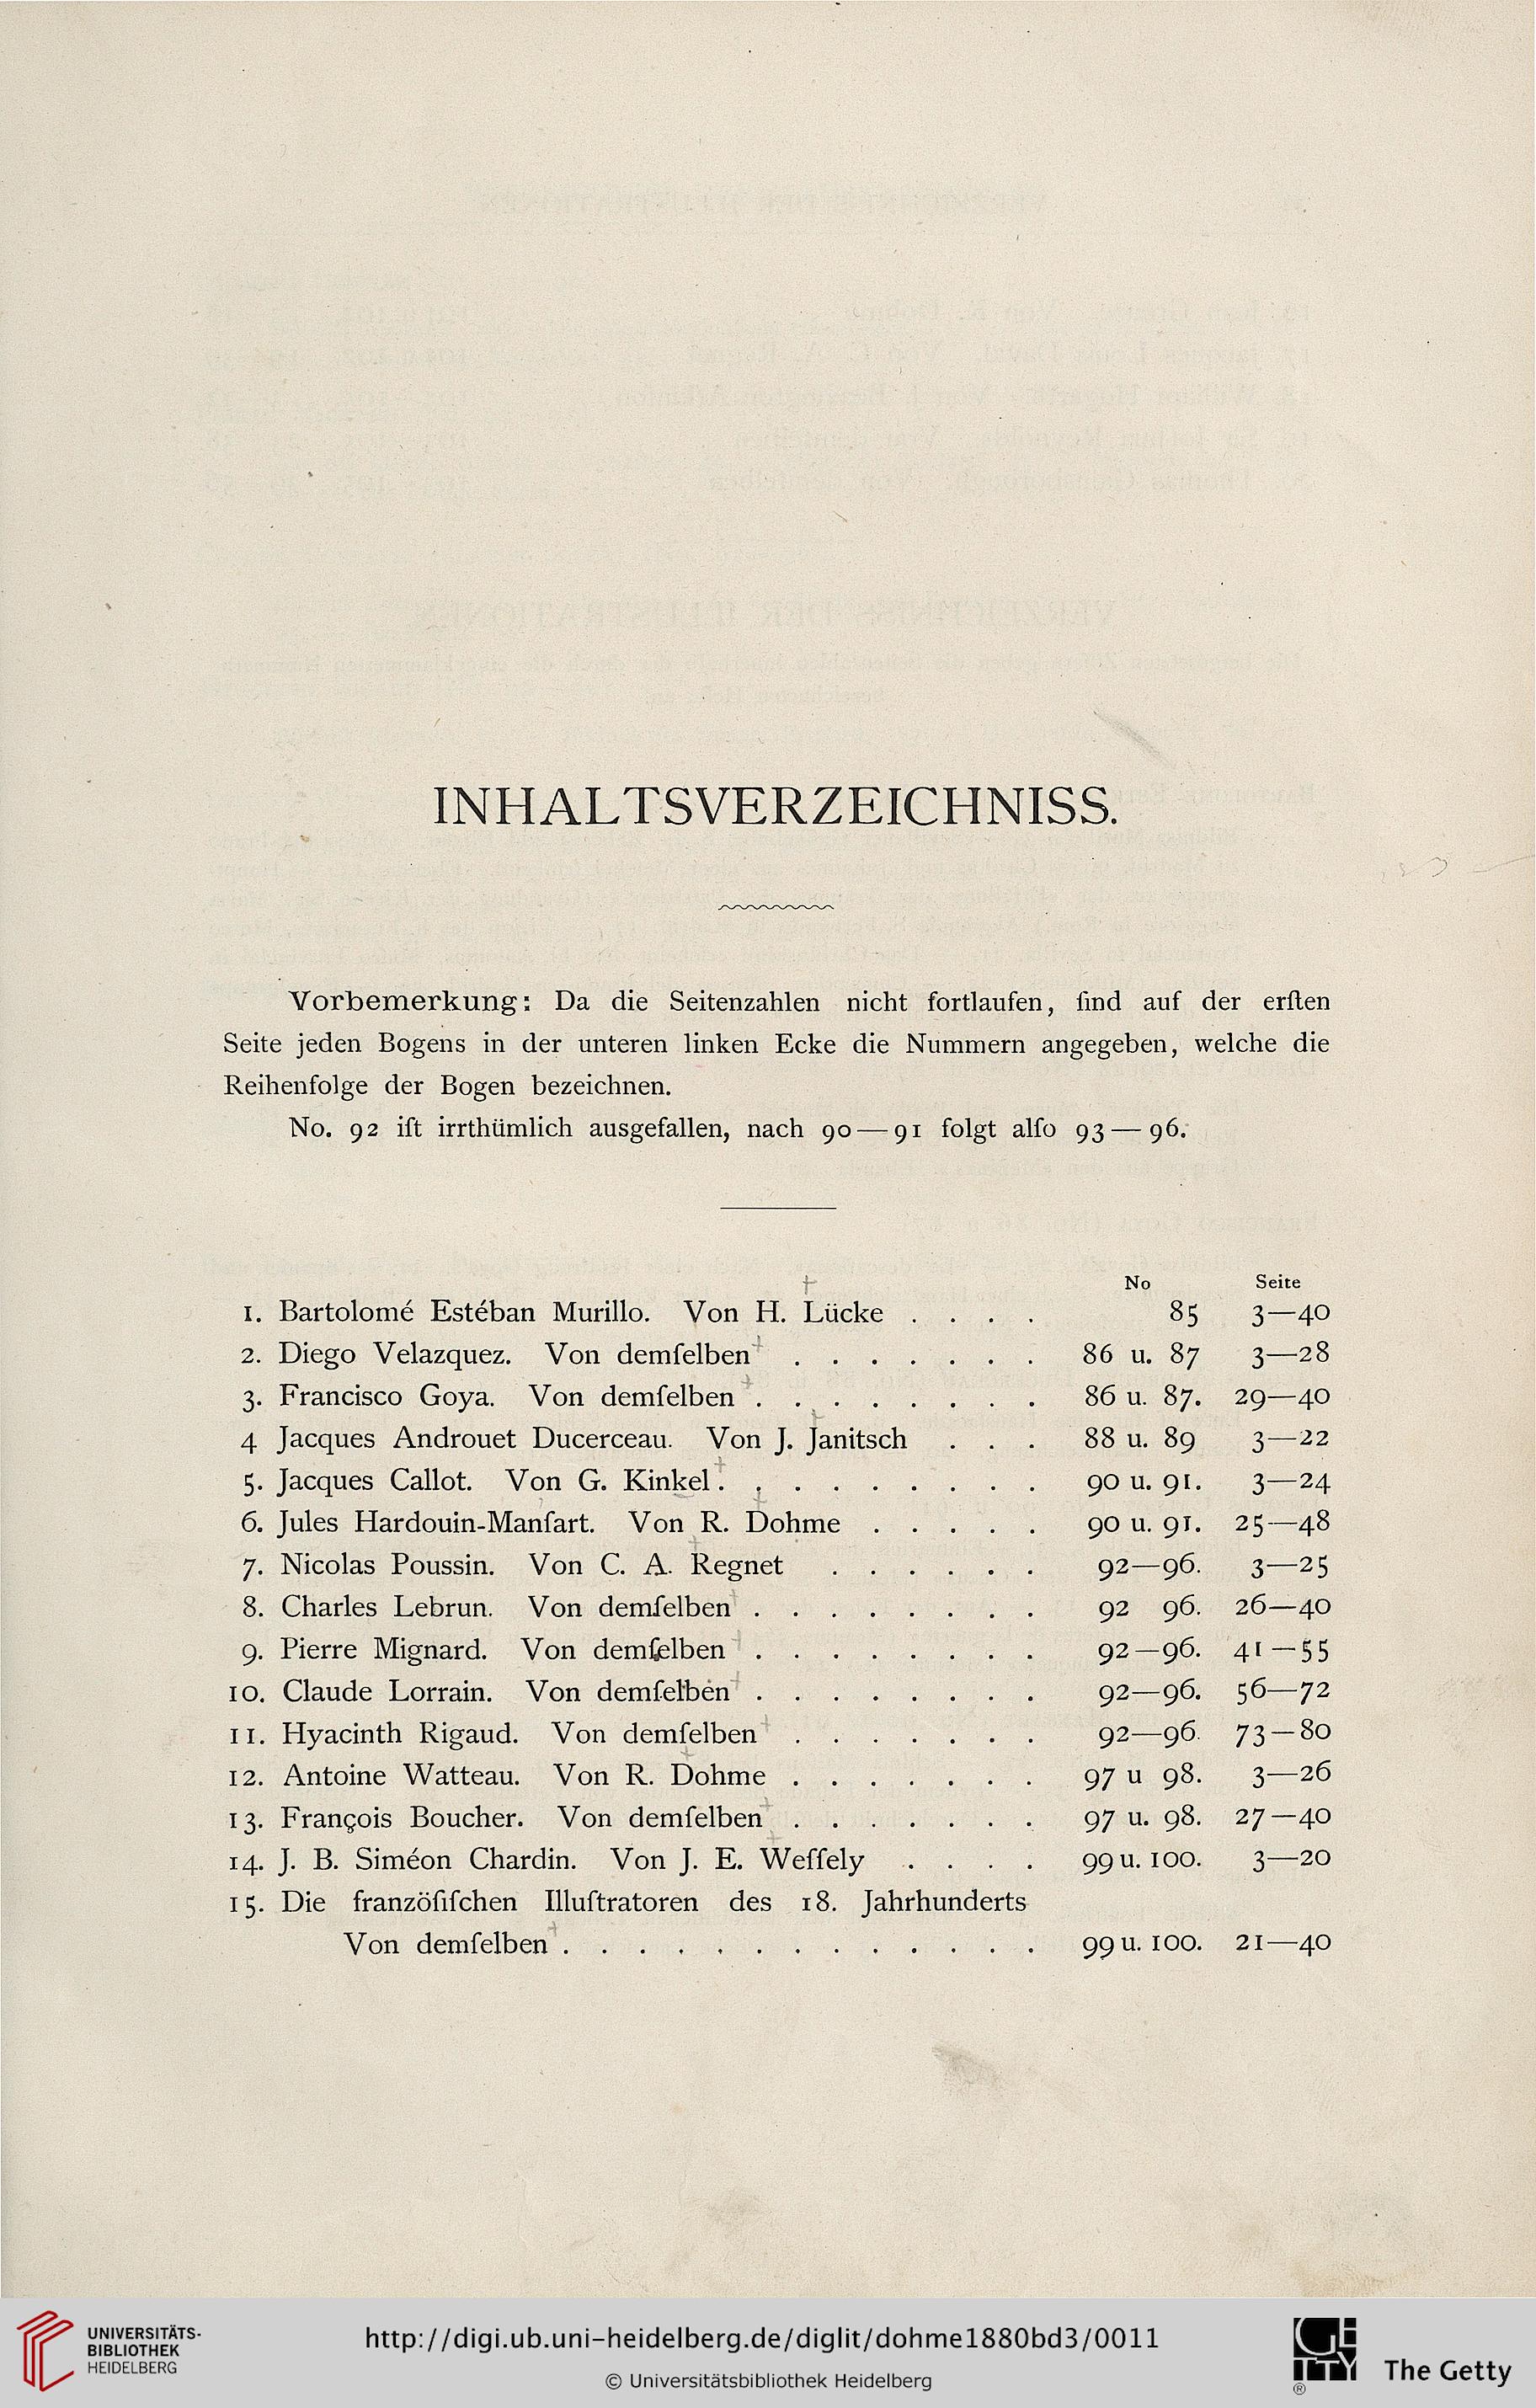 INHALTSVERZEICHNISS.
Vorbemerkung: Da die Seitenzahlen nicht fortlaufen, ſind auf der erſten
Seite jeden Bogens in der unteren linken Ecke die Nummern angegeben, welche die
Reihenfolge der Bogen bezeichnen.
No. 92 iſt irrthümlich ausgefallen, nach 90—91 folgt alſo 93—96.
No Seite
1. Bartolomé Estéban Murillo. Von H. Lücke . . . . 85 3—40
2. Diego Velazquez. Von demſelben . . . . . . . 86 u. 87 3—28
3. Francisco Goya. Von demſelben . . . . . . . . 86 u. 87. 29—40
4 Jacques Androuet Ducerceau. Von J. Janitsch . . . 88 u. 89 3—22
5. Jacques Callot. Von G. Kinkel . . . . . . . . . 90 u. 91. 3—24
6. Jules Hardouin-Manſart. Von R. Dohme . . . . . 90 u. 91. 25—48
7. Nicolas Poussin. Von C. A. Regnet . . . . . . 92—96. 3—25
8. Charles Lebrun. Von demſelben . . . . . . . . 92 96. 26—40
9. Pierre Mignard. Von demſelben . . . . . . . . 92—96. 41—55
10. Claude Lorrain. Von demſelben . . . . . . . . 92—96. 56—72
11. Hyacinth Rigaud. Von demſelben . . . . . . . 92—96. 73—80
12. Antoine Watteau. Von R. Dohme . . . . . . . 97 u 98. 3—26
13. François Boucher. Von demſelben . . . . . . . 97 u. 98. 27—40
14. J. B. Siméon Chardin. Von J. E. Weſſely . . . . 99 u. 100. 3—20
15. Die französiſchen Illuſtratoren des 18. Jahrhunderts
Von demſelben . . . . . . . . . . . . . 99 u. 100. 21—40
UNIVERSITÄTS-
BIBLIOTHEK
HEIDELBERG
http://digi.ub.uni-heidelberg.de/diglit/dohme1880bd3/0011
© Universitätsbibliothek Heidelberg
GETTY
®
The Getty